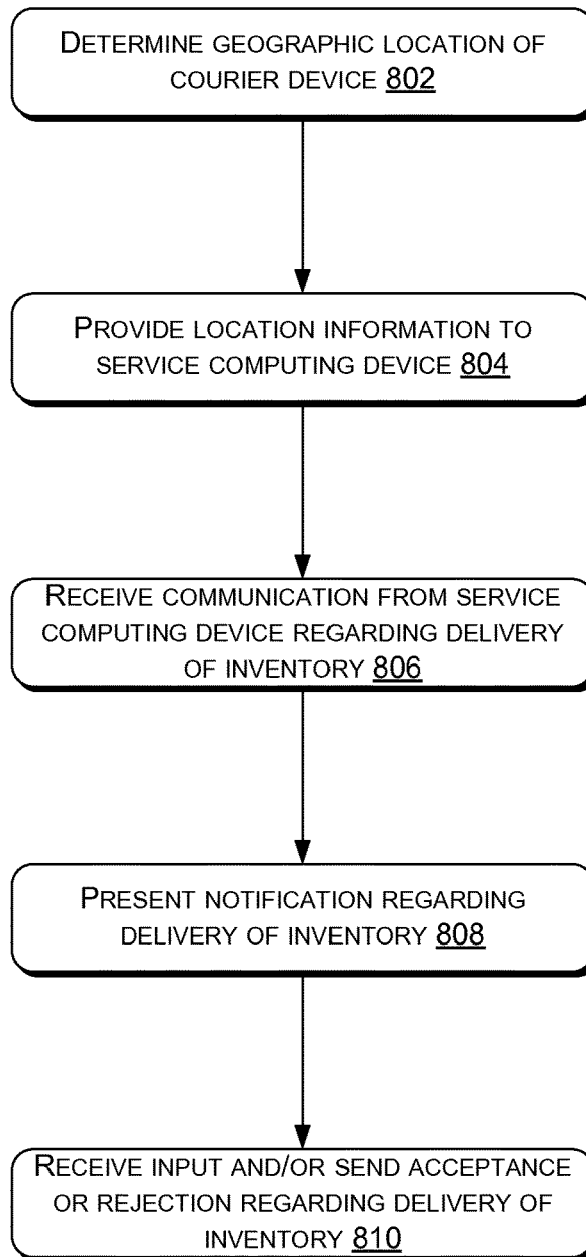 DETERMINE GEOGRAPHIC LOCATION OF
COURIER DEVICE 802
PROVIDE LOCATION INFORMATION TO
SERVICE COMPUTING DEVICE 804
RECEIVE COMMUNICATION FROM SERVICE
COMPUTING DEVICE REGARDING DELIVERY
OF INVENTORY 806
PRESENT NOTIFICATION REGARDING
DELIVERY OF INVENTORY 808
RECEIVE INPUT AND/OR SEND ACCEPTANCE
OR REJECTION REGARDING DELIVERY OF
INVENTORY 810